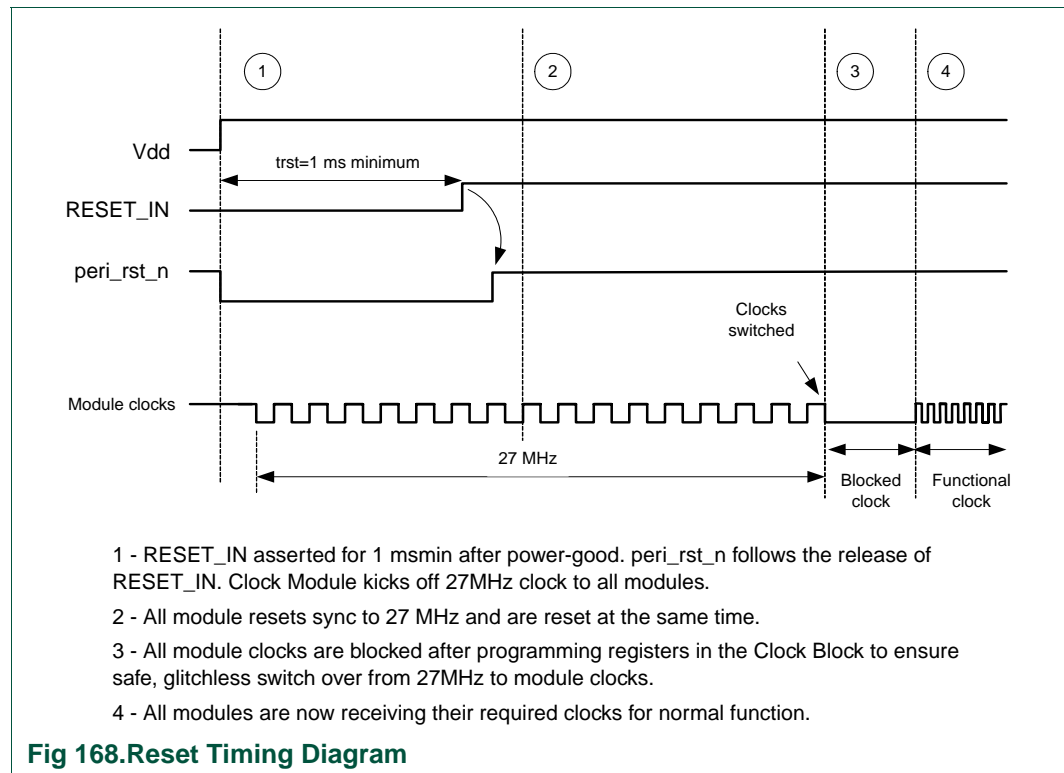 1
2
3
4
Vdd
trst=1 ms minimum
RESET_IN
peri_rst_n
Clocks
switched
Module clocks
27 MHz
Blocked
clock
Functional
clock
1 - RESET_IN asserted for 1 msmin after power-good. peri_rst_n follows the release of
RESET_IN. Clock Module kicks off 27MHz clock to all modules.
2 - All module resets sync to 27 MHz and are reset at the same time.
3 - All module clocks are blocked after programming registers in the Clock Block to ensure
safe, glitchless switch over from 27MHz to module clocks.
4 - All modules are now receiving their required clocks for normal function.
Fig 168.Reset Timing Diagram